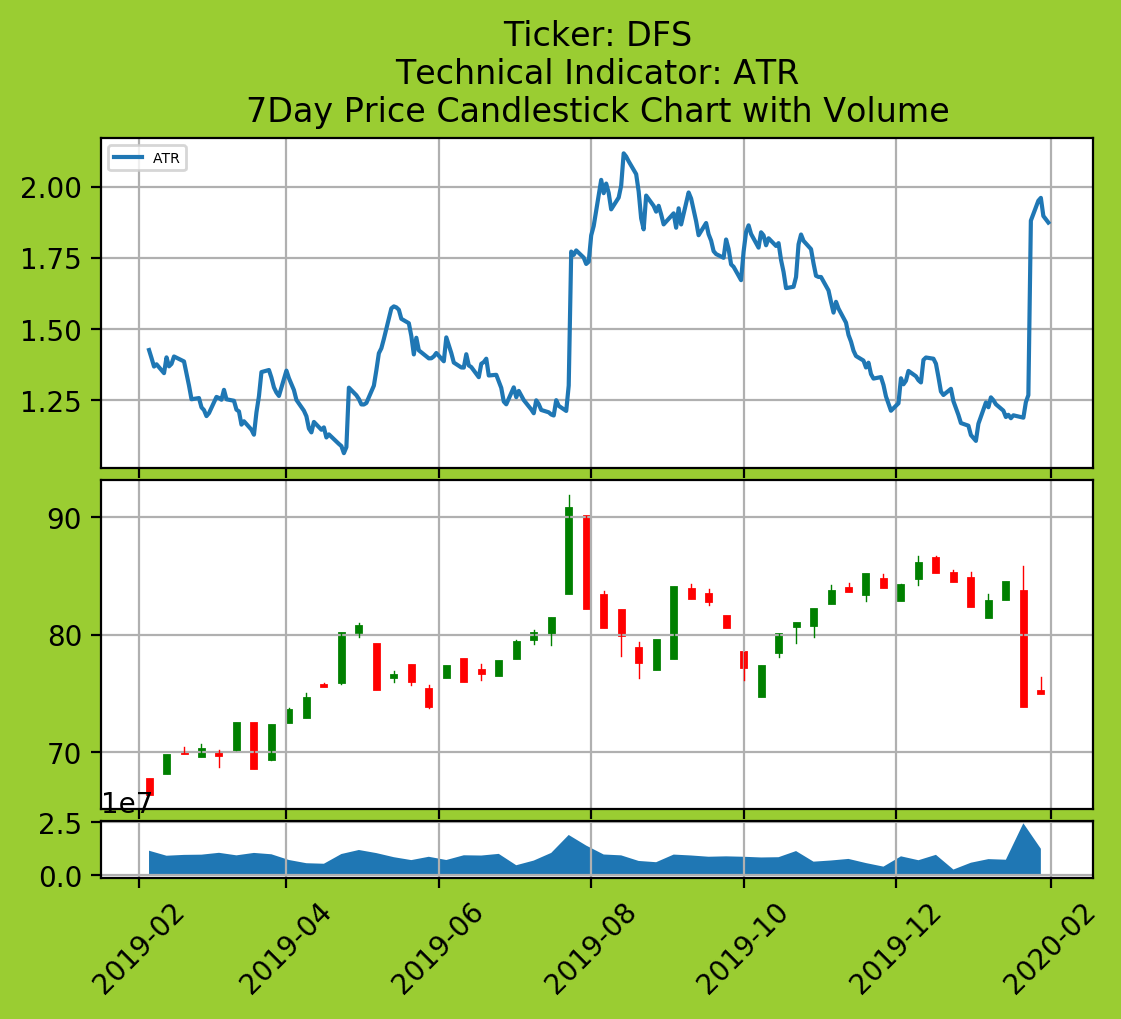 Ticker: DFS
Technical Indicator: ATR
7Day Price Candlestick Chart with Volume
ATR
2.00
1.75
1.50
1.25
90
80
70
1e7
2.5
0.0
2019-02 2019-04 2019-06 2019-08 2019-10 2019-12 2020-02